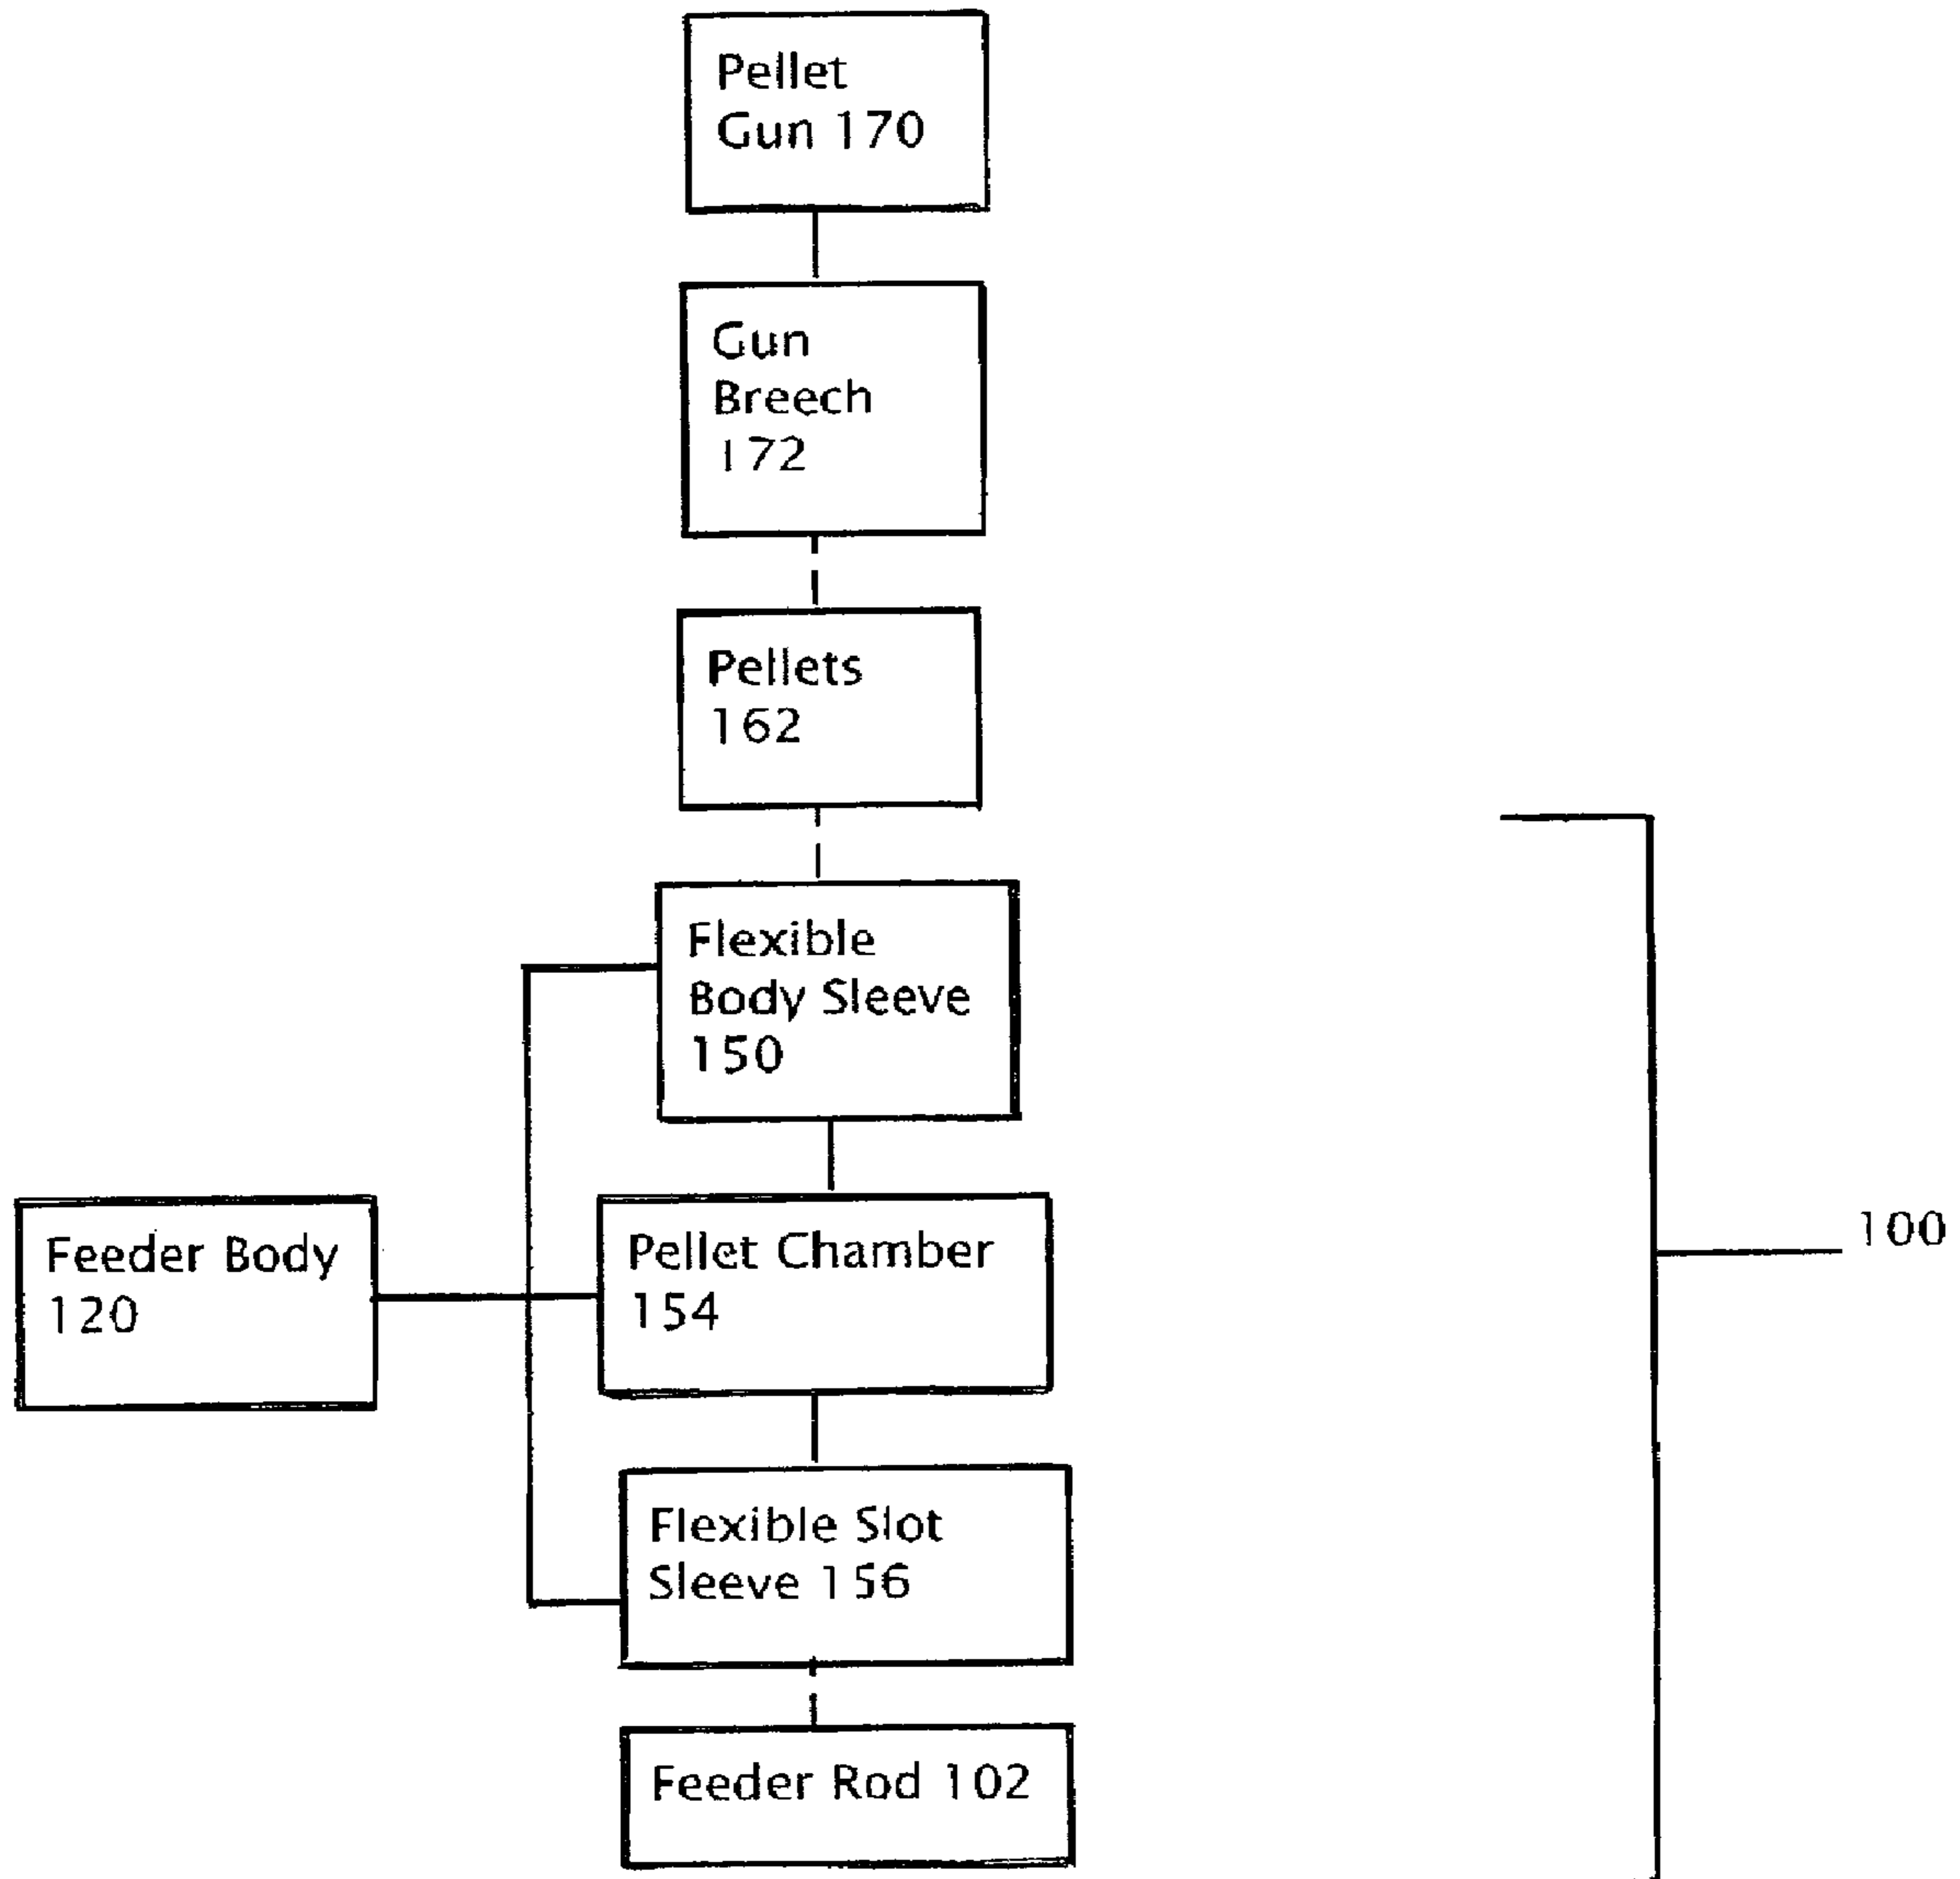 Pellet
Gun 170
Gun
Breech
172
Pellets
162
Flexible
Body Sleeve
150
Feeder Body
120
Pellet Chamber
154
100
Flexible Slot
Sleeve 156
Feeder Rod 102